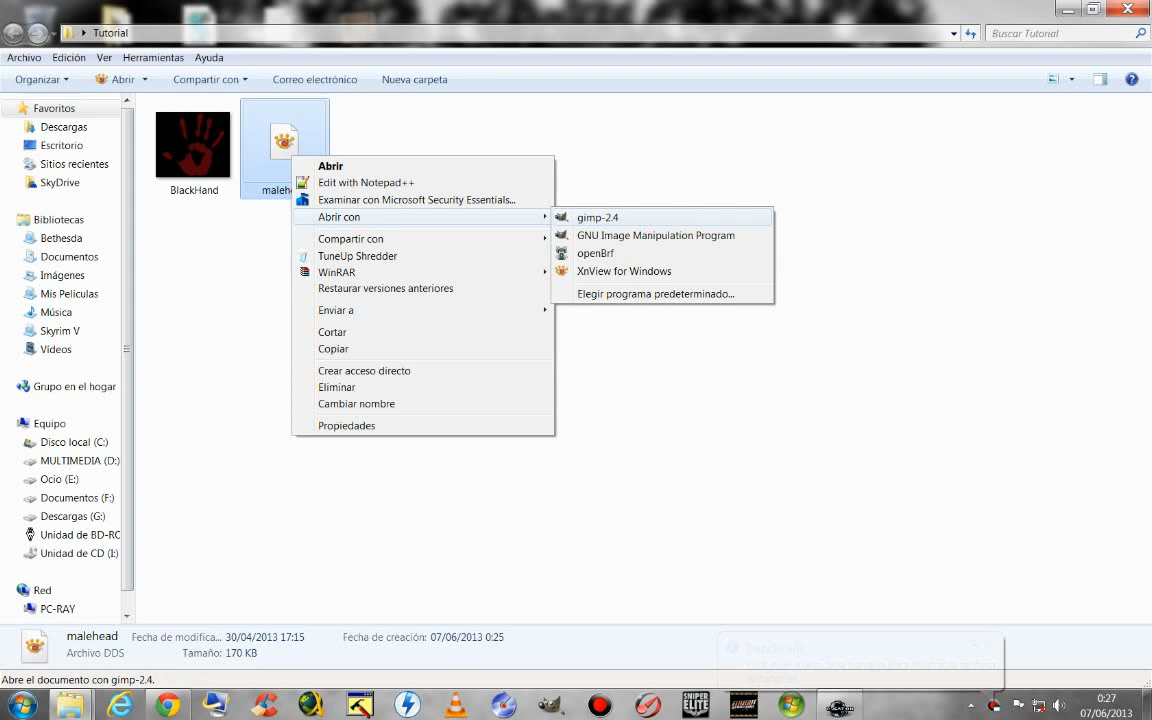 Tutorial
Buscar Tutorial
Archivo Edición Ver Herramientas Ayuda
Organizar Abrir Compartir con Correo electrónico Nueva carpeta
Favoritos
Descargas
Escritorio
Sitios recientes
SkyDrive
Bibliotecas
Bethesda
Documentos
Imágenes
Mis Películas
Música
Skyrim V
Vídeos
Grupo en el hogar
Equipo
Disco local (C:)
MULTIMEDIA (D:)
Ocio (E:)
Documentos (F:)
Descargas (G:)
Unidad de BD-RC
Unidad de CD (I:)
Red
PC-RAY
BlackHand
malehe
Abrir
Edit with Notepad++
Examinar con Microsoft Security Essentials...
Abrir con
Compartir con
TuneUp Shredder
WinRAR
Restaurar versiones anteriores
Enviar a
Cortar
Copiar
Crear acceso directo
Eliminar
Cambiar nombre
Propiedades
gimp-2.4
GNU Image Manipulation Program
openBrf
XnView for Windows
Elegir programa predeterminado...
malehead Fecha de modifica... 30/04/2013 17:15 Fecha de creación: 07/06/2013 0:25
Archivo DDS Tamaño: 170 KB
Abre el documento con gimp-2.4.
SNIPER
ELITE
0:27
07/06/2013